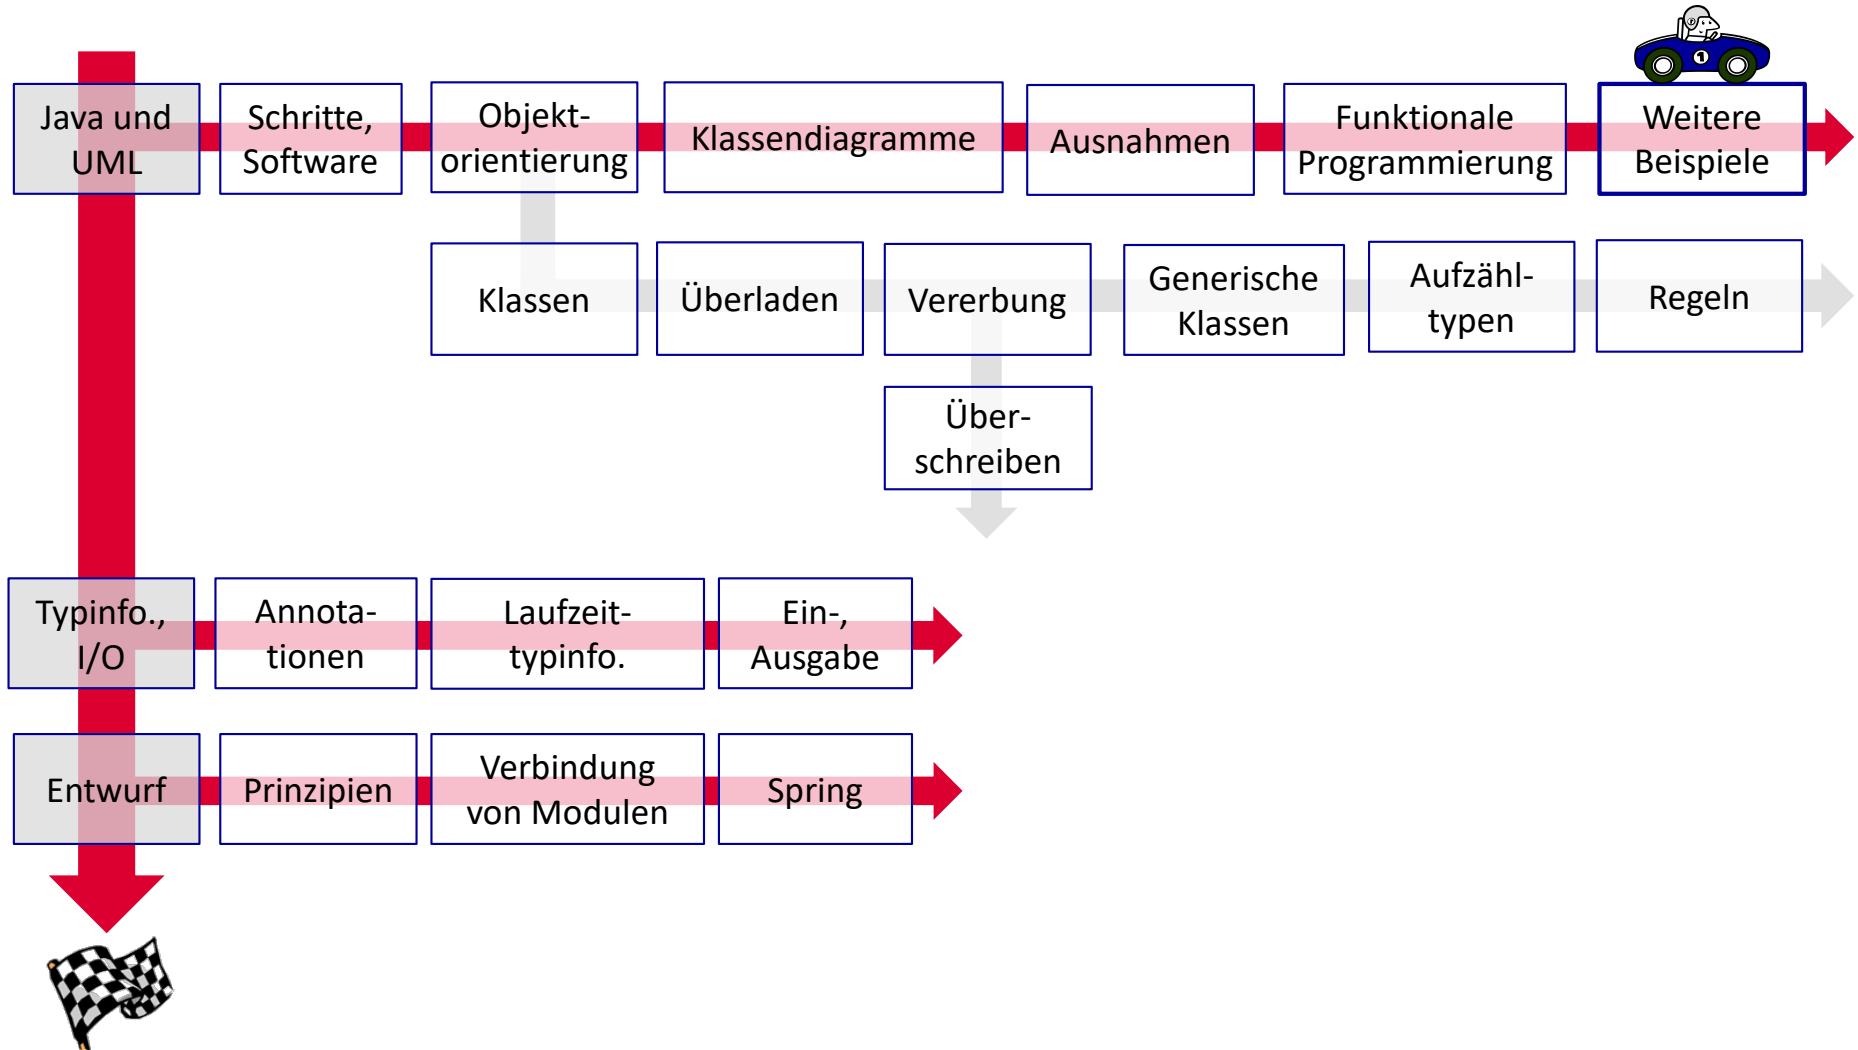 Java und
UML
Schritte,
Software
Objekt-
orientierung
Klassendiagramme
Ausnahmen
Funktionale
Programmierung
1
Weitere
Beispiele
Klassen
Überladen
Vererbung
Generische
Klassen
Aufzähl-
typen
Regeln
Über-
schreiben
Typinfo.,
I/O
Annota-
tionen
Laufzeit-
typinfo.
Ein-,
Ausgabe
Entwurf
Prinzipien
Verbindung
von Modulen
Spring